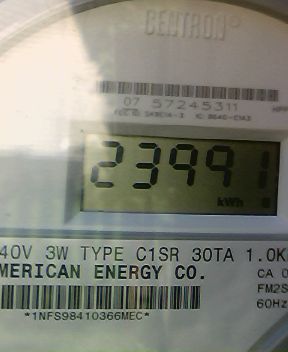 CENTRON®
07 57245311
23991
kWh
40V 3W TYPE C1SR 30TA 1.0K
MERICAN ENERGY CO.
CA 0
FM2S
60Hz
*1NFS98410366MEC*